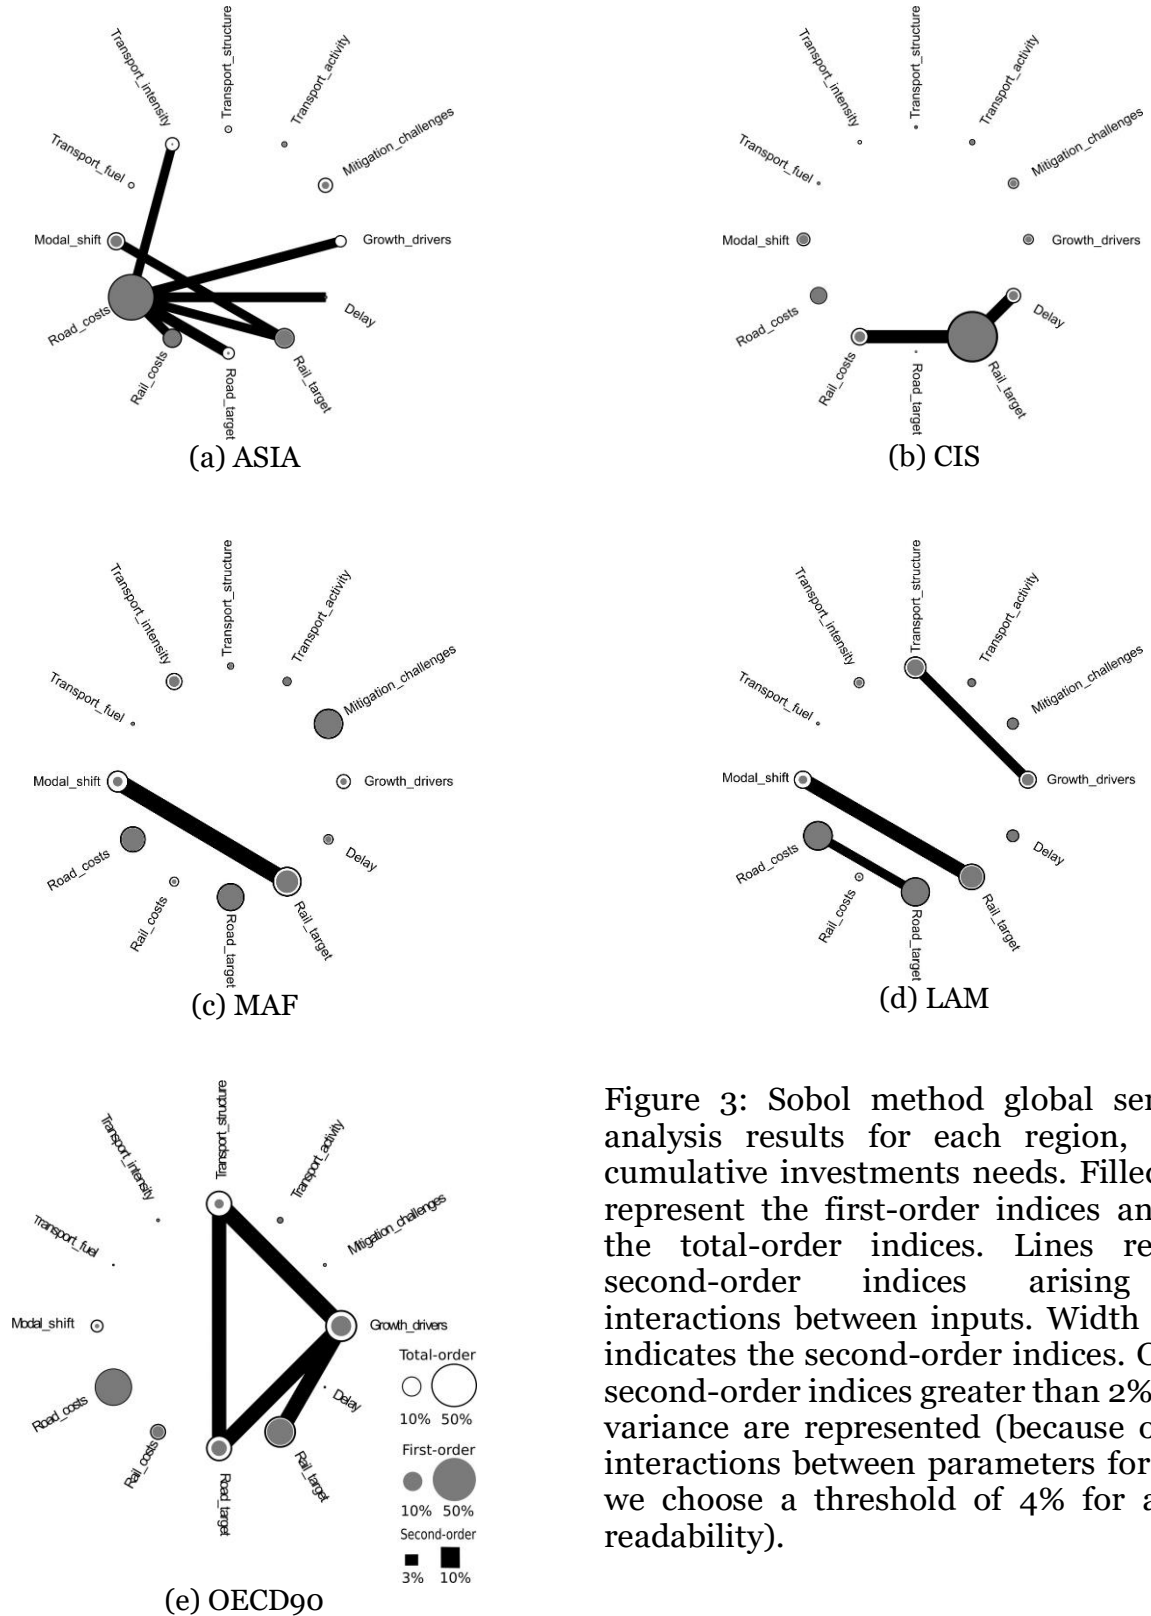 Transport_structure
Transport_intensity
Transport_activity
Transport_fuel
Mitigation_challenges
Modal_shift
Growth_drivers
Road_costs
Delay
Rail_costs
Road_target
Rail_target
(a) ASIA
Transport_structure
Transport_intensity
Transport_activity
Transport_fuel
Mitigation_challenges
Modal_shift
Growth_drivers
Road_costs
Delay
Rail_costs
Road_target
Rail_target
(b) CIS
Transport_structure
Transport_intensity
Transport_activity
Transport_fuel
Mitigation_challenges
Modal_shift
Growth_drivers
Road_costs
Delay
Rail_costs
Road_target
Rail_target
(c) MAF
Transport_structure
Transport_intensity
Transport_activity
Transport_fuel
Mitigation_challenges
Modal_shift
Growth_drivers
Road_costs
Delay
Rail_costs
Road_target
Rail_target
(d) LAM
Transport_structure
Transport_intensity
Transport_activity
Transport_fuel
Mitigation_challenges
Modal_shift
Growth_drivers
Road_costs
Delay
Rail_costs
Road_target
Rail_target
Total-order
10% 50%
First-order
10% 50%
Second-order
3% 10%
(e) OECD90
Figure 3: Sobol method global
analysis results for each region,
cumulative investments needs.
represent the first-order indices
the total-order indices. Lines
second-order indices arising
interactions between inputs. Width
indicates the second-order indices.
second-order indices greater than 2%
variance are represented (because
interactions between parameters for
we choose a threshold of 4% for
readability).